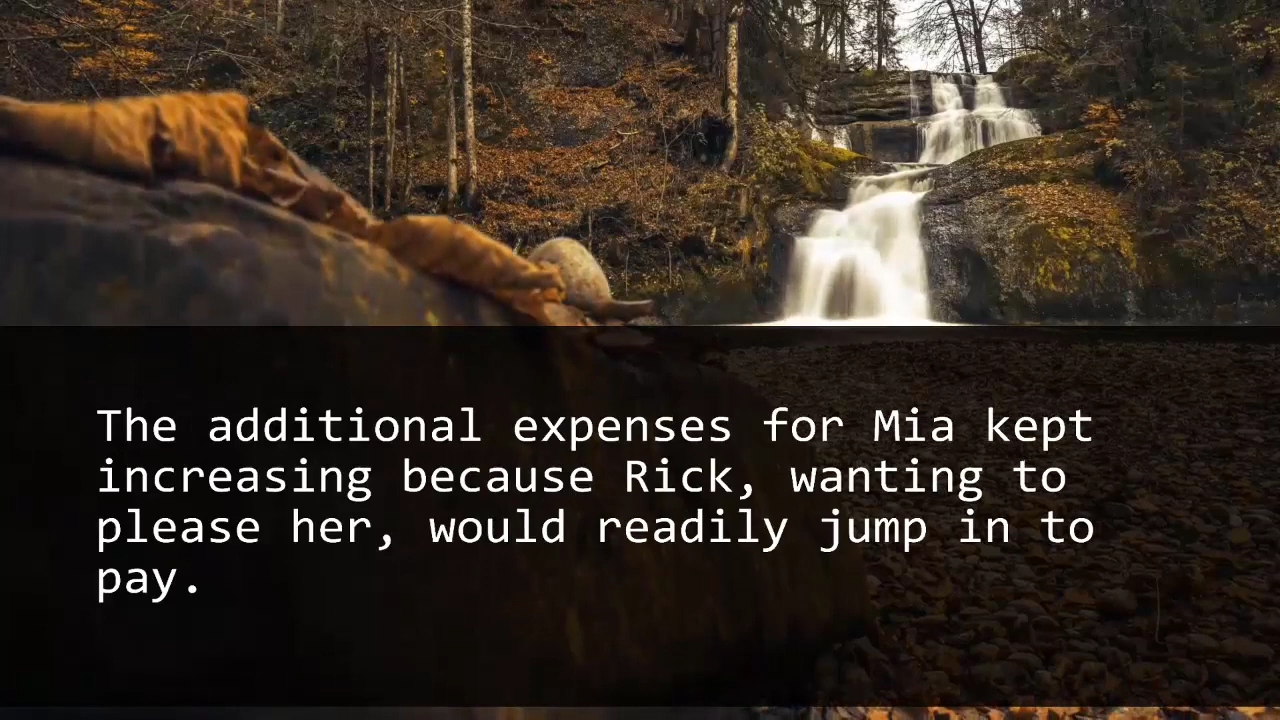 The additional expenses for Mia kept
increasing because Rick, wanting to
please her, would readily jump in to
pay.